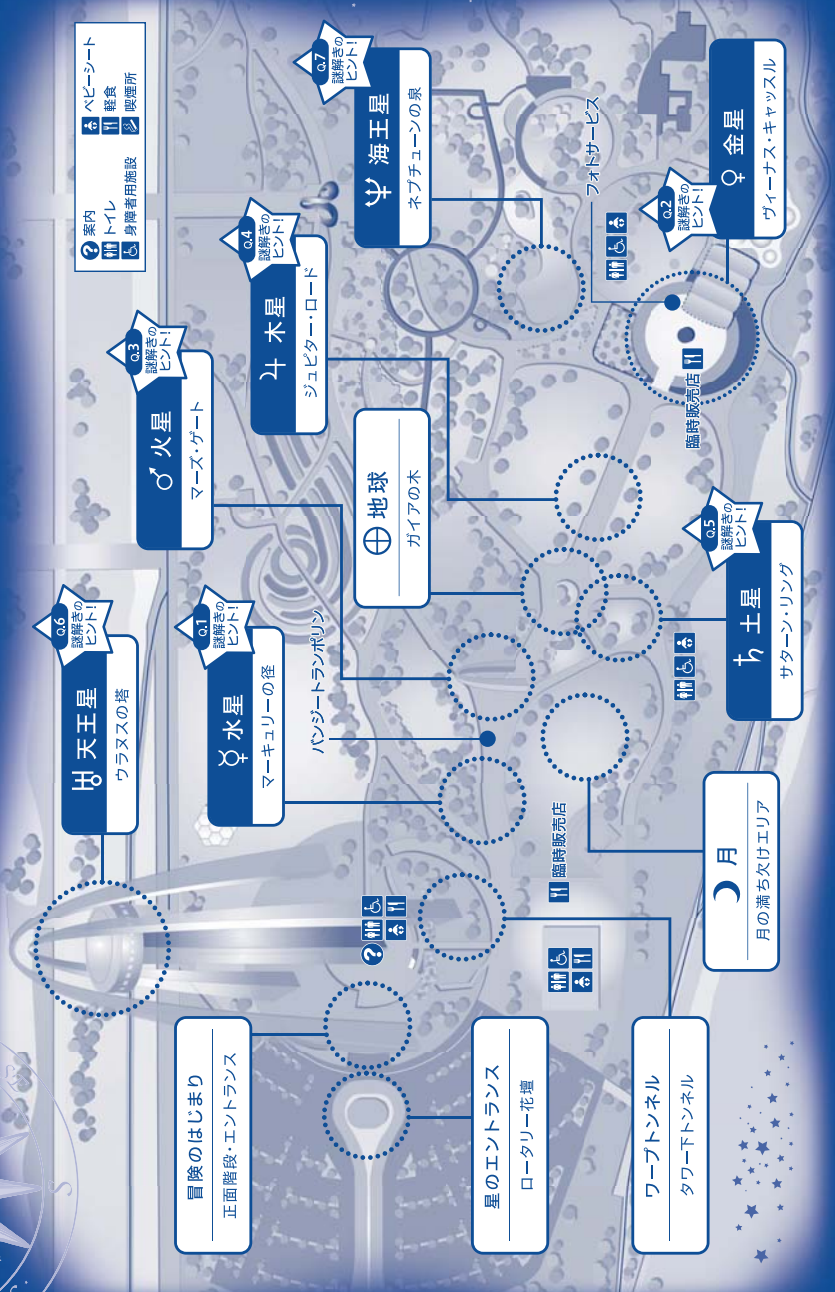 案内
トイレ
身障者用施設
ベビーシート
軽食
喫煙所
天王星
ウラヌスの塔
Q.6
謎解きの
ヒント!
水星
マーキュリーの径
Q.1
謎解きの
ヒント!
火星
マーズ・ゲート
Q.3
謎解きの
ヒント!
木星
ジュピター・ロード
Q.4
謎解きの
ヒント!
海王星
ネプチューンの泉
Q.7
謎解きの
ヒント!
地球
ガイアの木
バンジートランポリン
フォトサービス
金星
ヴィーナス・キャッスル
Q.2
謎解きの
ヒント!
臨時販売店
土星
サターン・リング
Q.5
謎解きの
ヒント!
臨時販売店
月
月の満ち欠けエリア
冒険のはじまり
正面階段・エントランス
星のエントランス
ロータリー花壇
ワープトンネル
タワー下トンネル
S